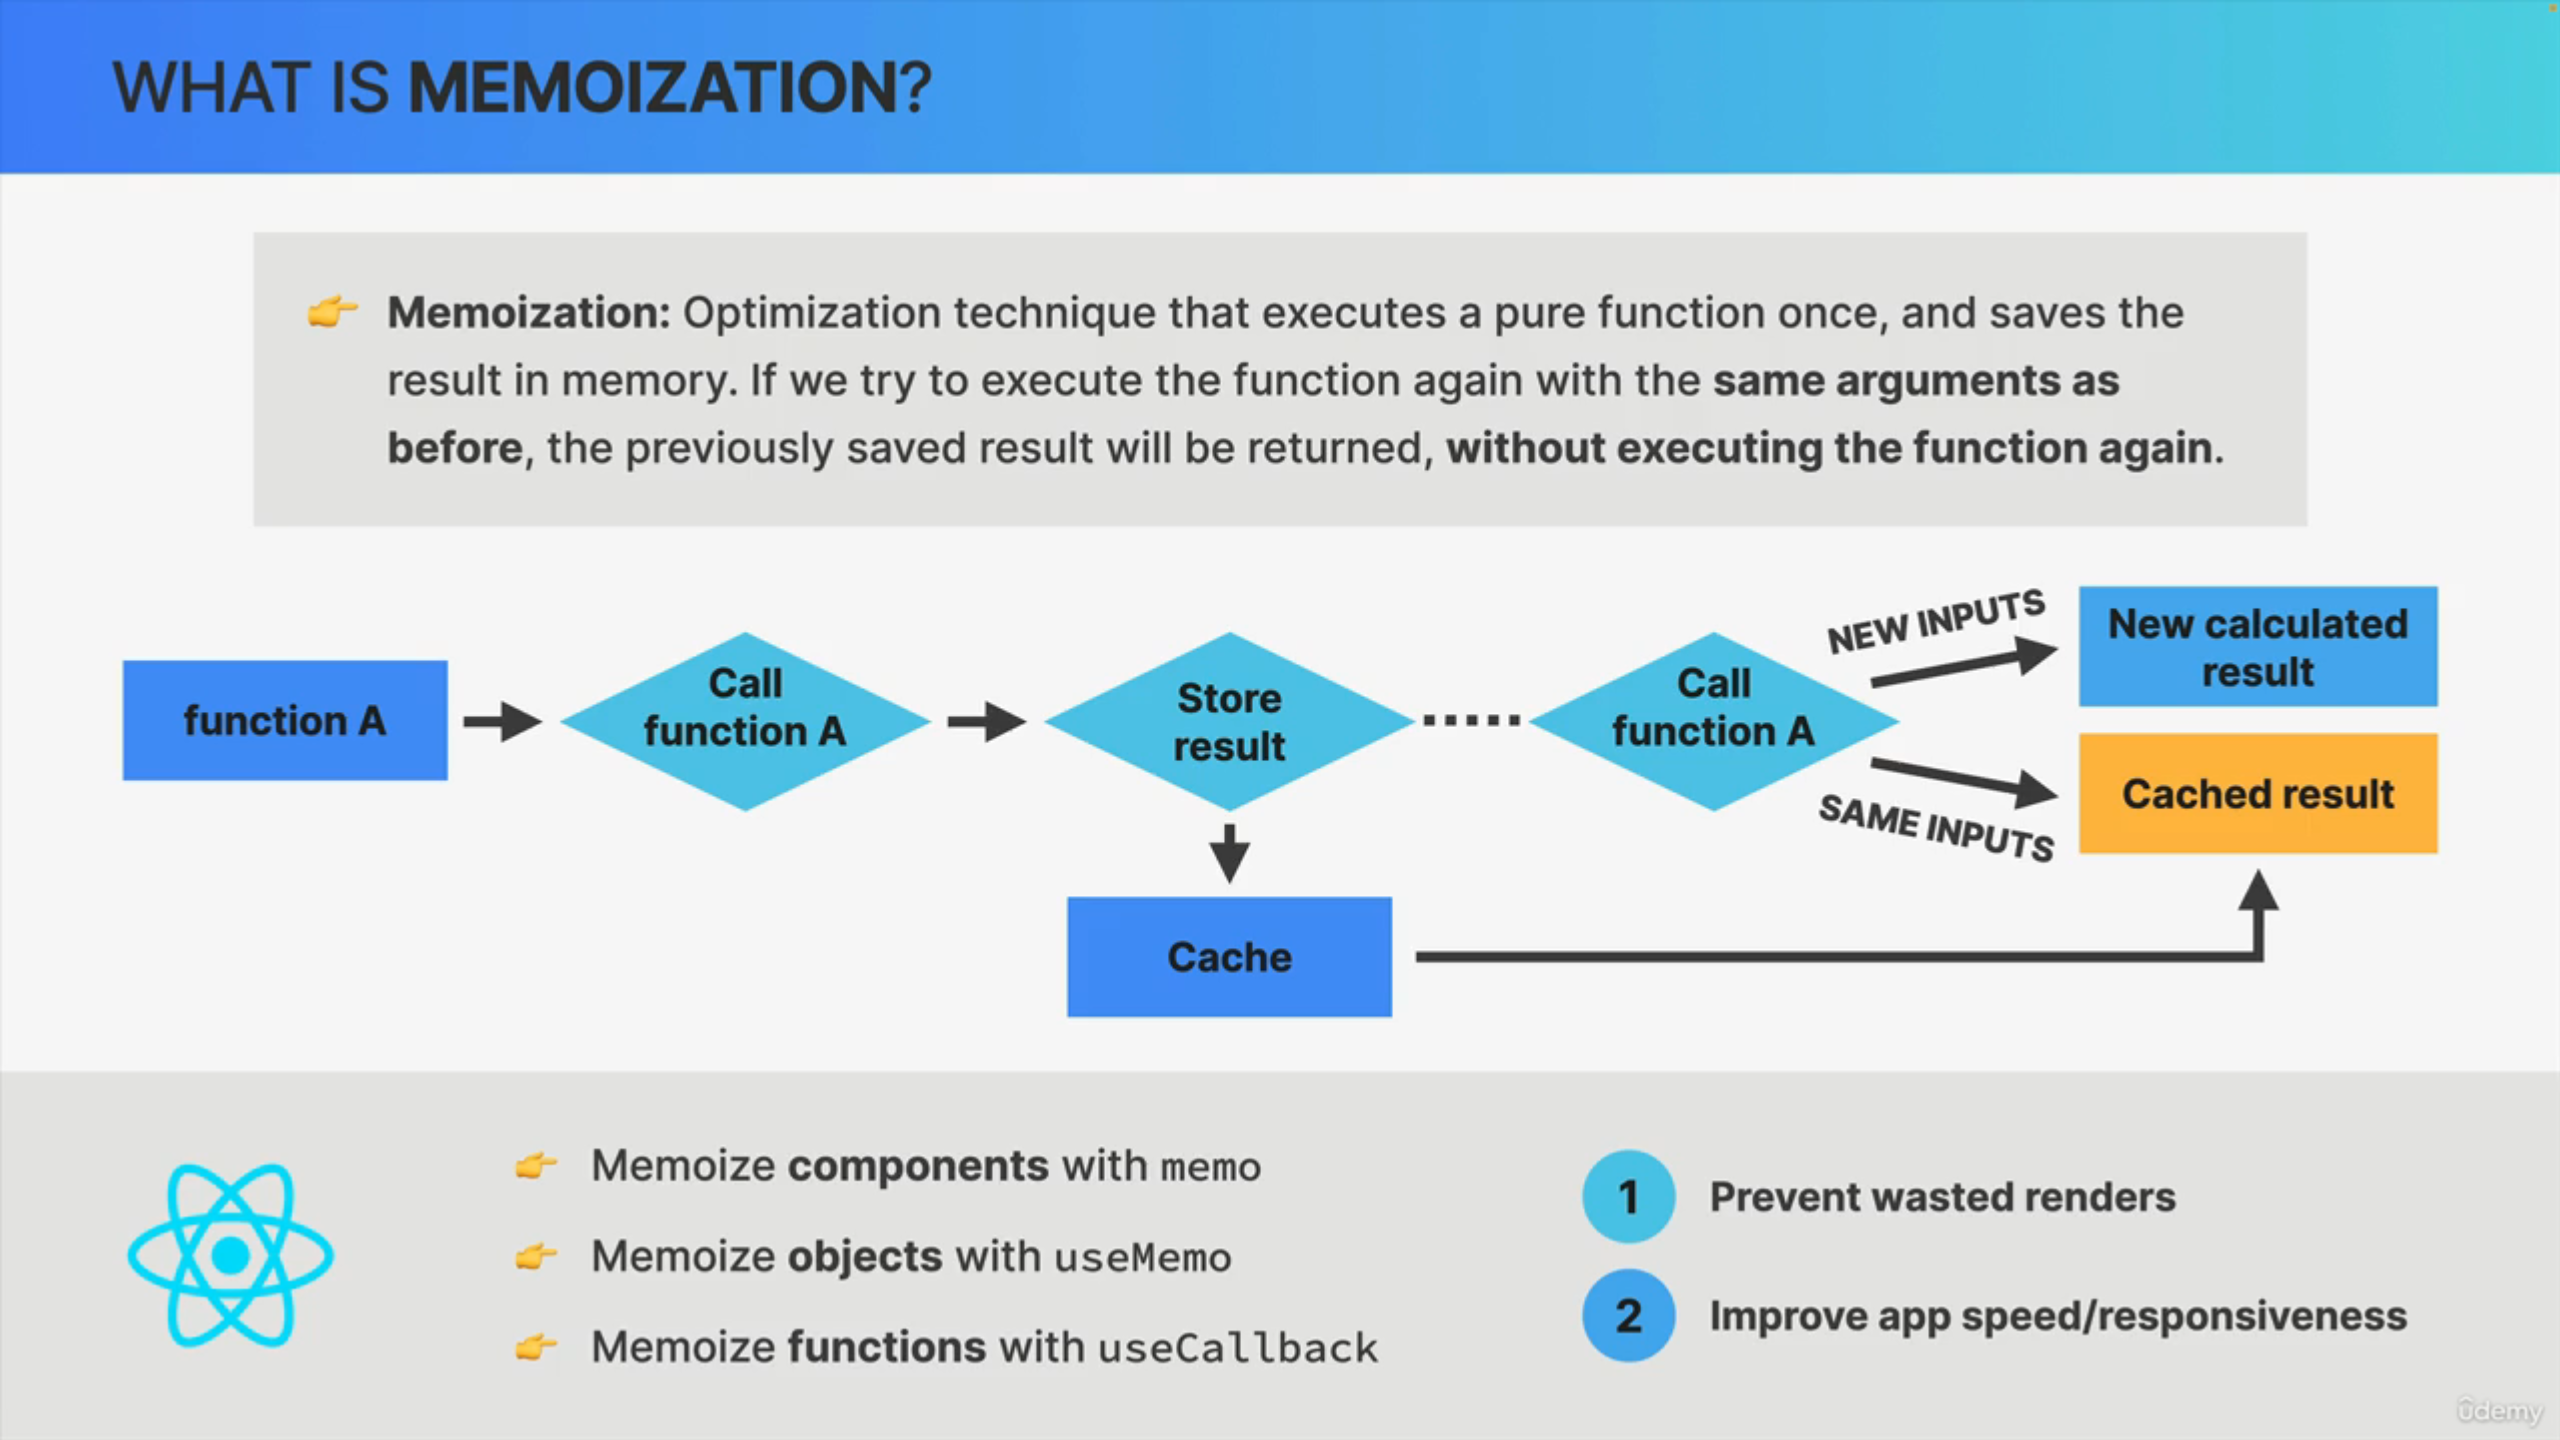 WHAT IS MEMOIZATION?
👉 Memoization: Optimization technique that executes a pure function once, and saves the
result in memory. If we try to execute the function again with the same arguments as
before, the previously saved result will be returned, without executing the function again.
function A
Call
function A
Store
result
Call
function A
NEW INPUTS
New calculated
result
SAME INPUTS
Cached result
Cache
👉 Memoize components with memo
👉 Memoize objects with useMemo
👉 Memoize functions with useCallback
1 Prevent wasted renders
2 Improve app speed/responsiveness
ûdemy